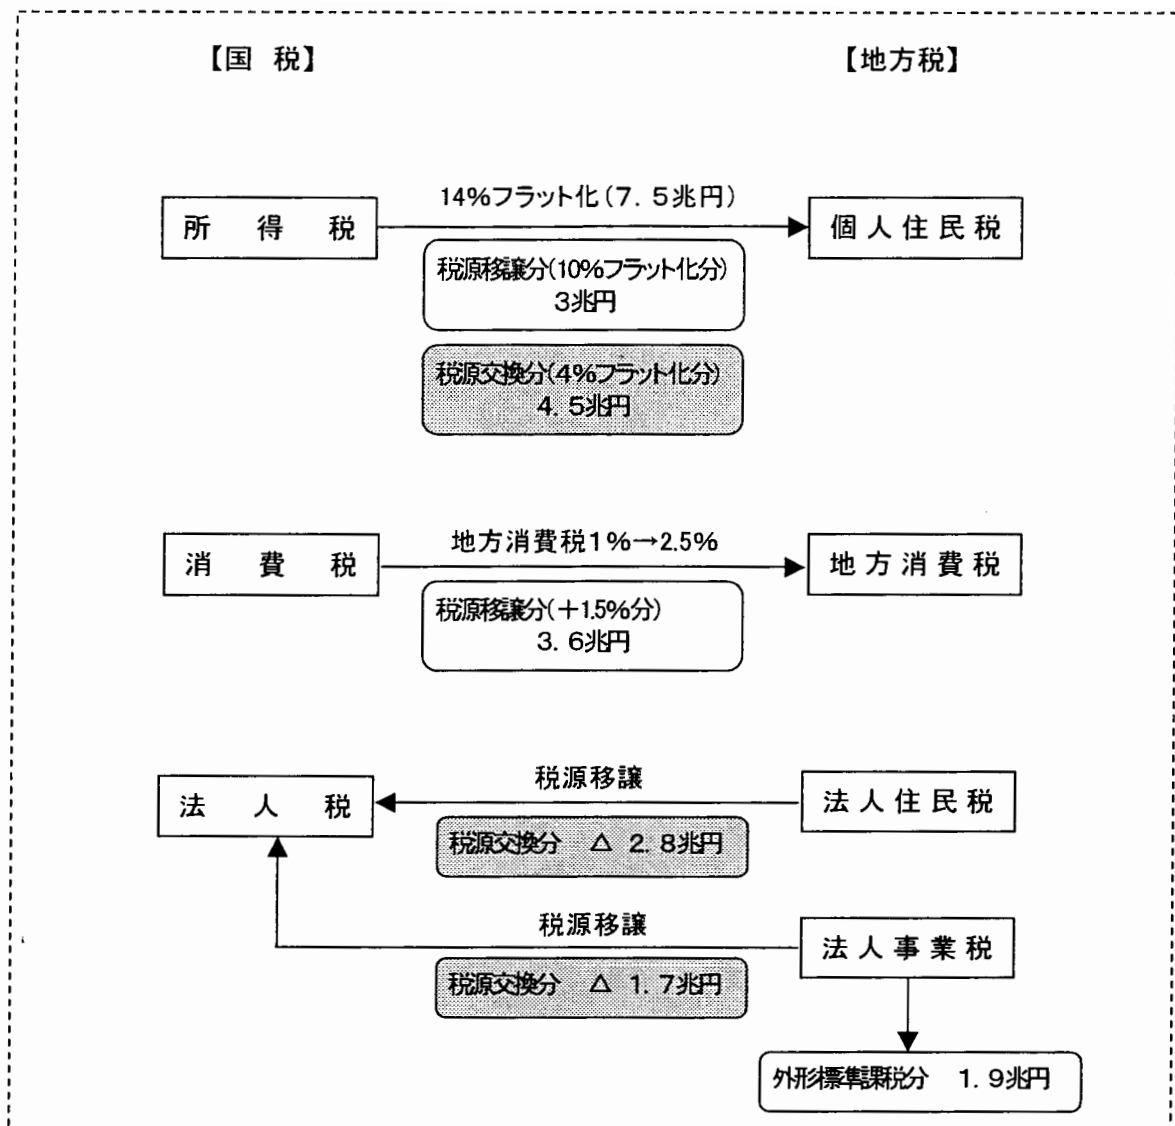 【国 税】 【地方税】
14%フラット化(7.5兆円)
所 得 税 個人住民税
税源移譲分(10%フラット化分)
3兆円
税源交換分(4%フラット化分)
4.5兆円
地方消費税1%→2.5%
消 費 税 地方消費税
税源移譲分(+1.5%分)
3.6兆円
税源移譲
法 人 税 法人住民税
税源交換分 △ 2.8兆円
税源移譲
法人事業税
税源交換分 △ 1.7兆円
外形標準課税分 1.9兆円